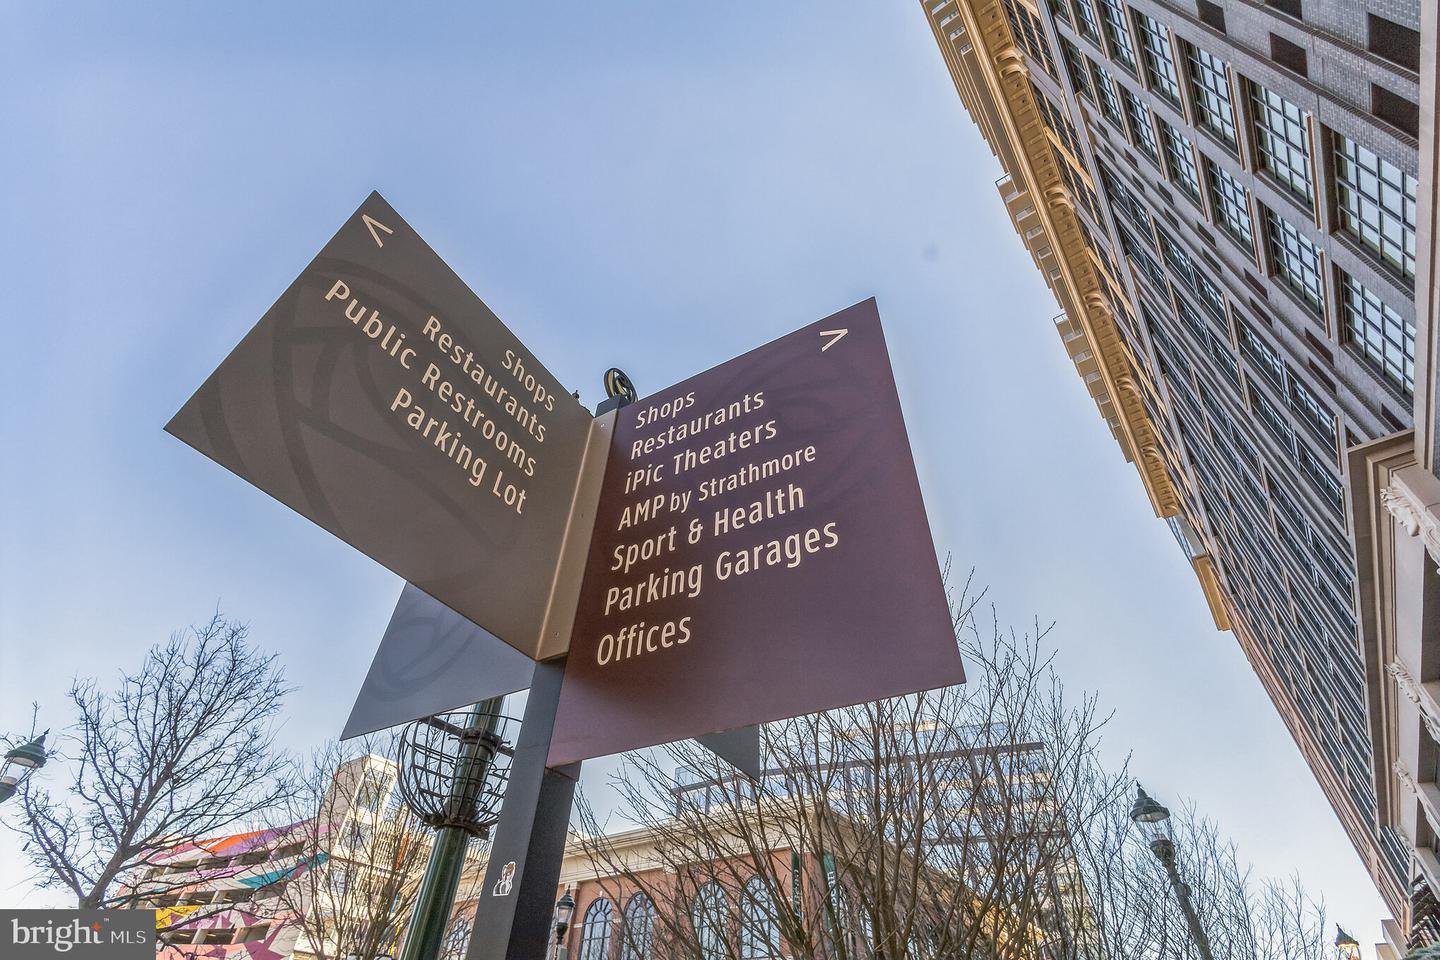 <
Shops
Restaurants
Public Restrooms
Parking Lot
>
Shops
Restaurants
iPic Theaters
AMP by Strathmore
Sport & Health
Parking Garages
Offices
bright MLS